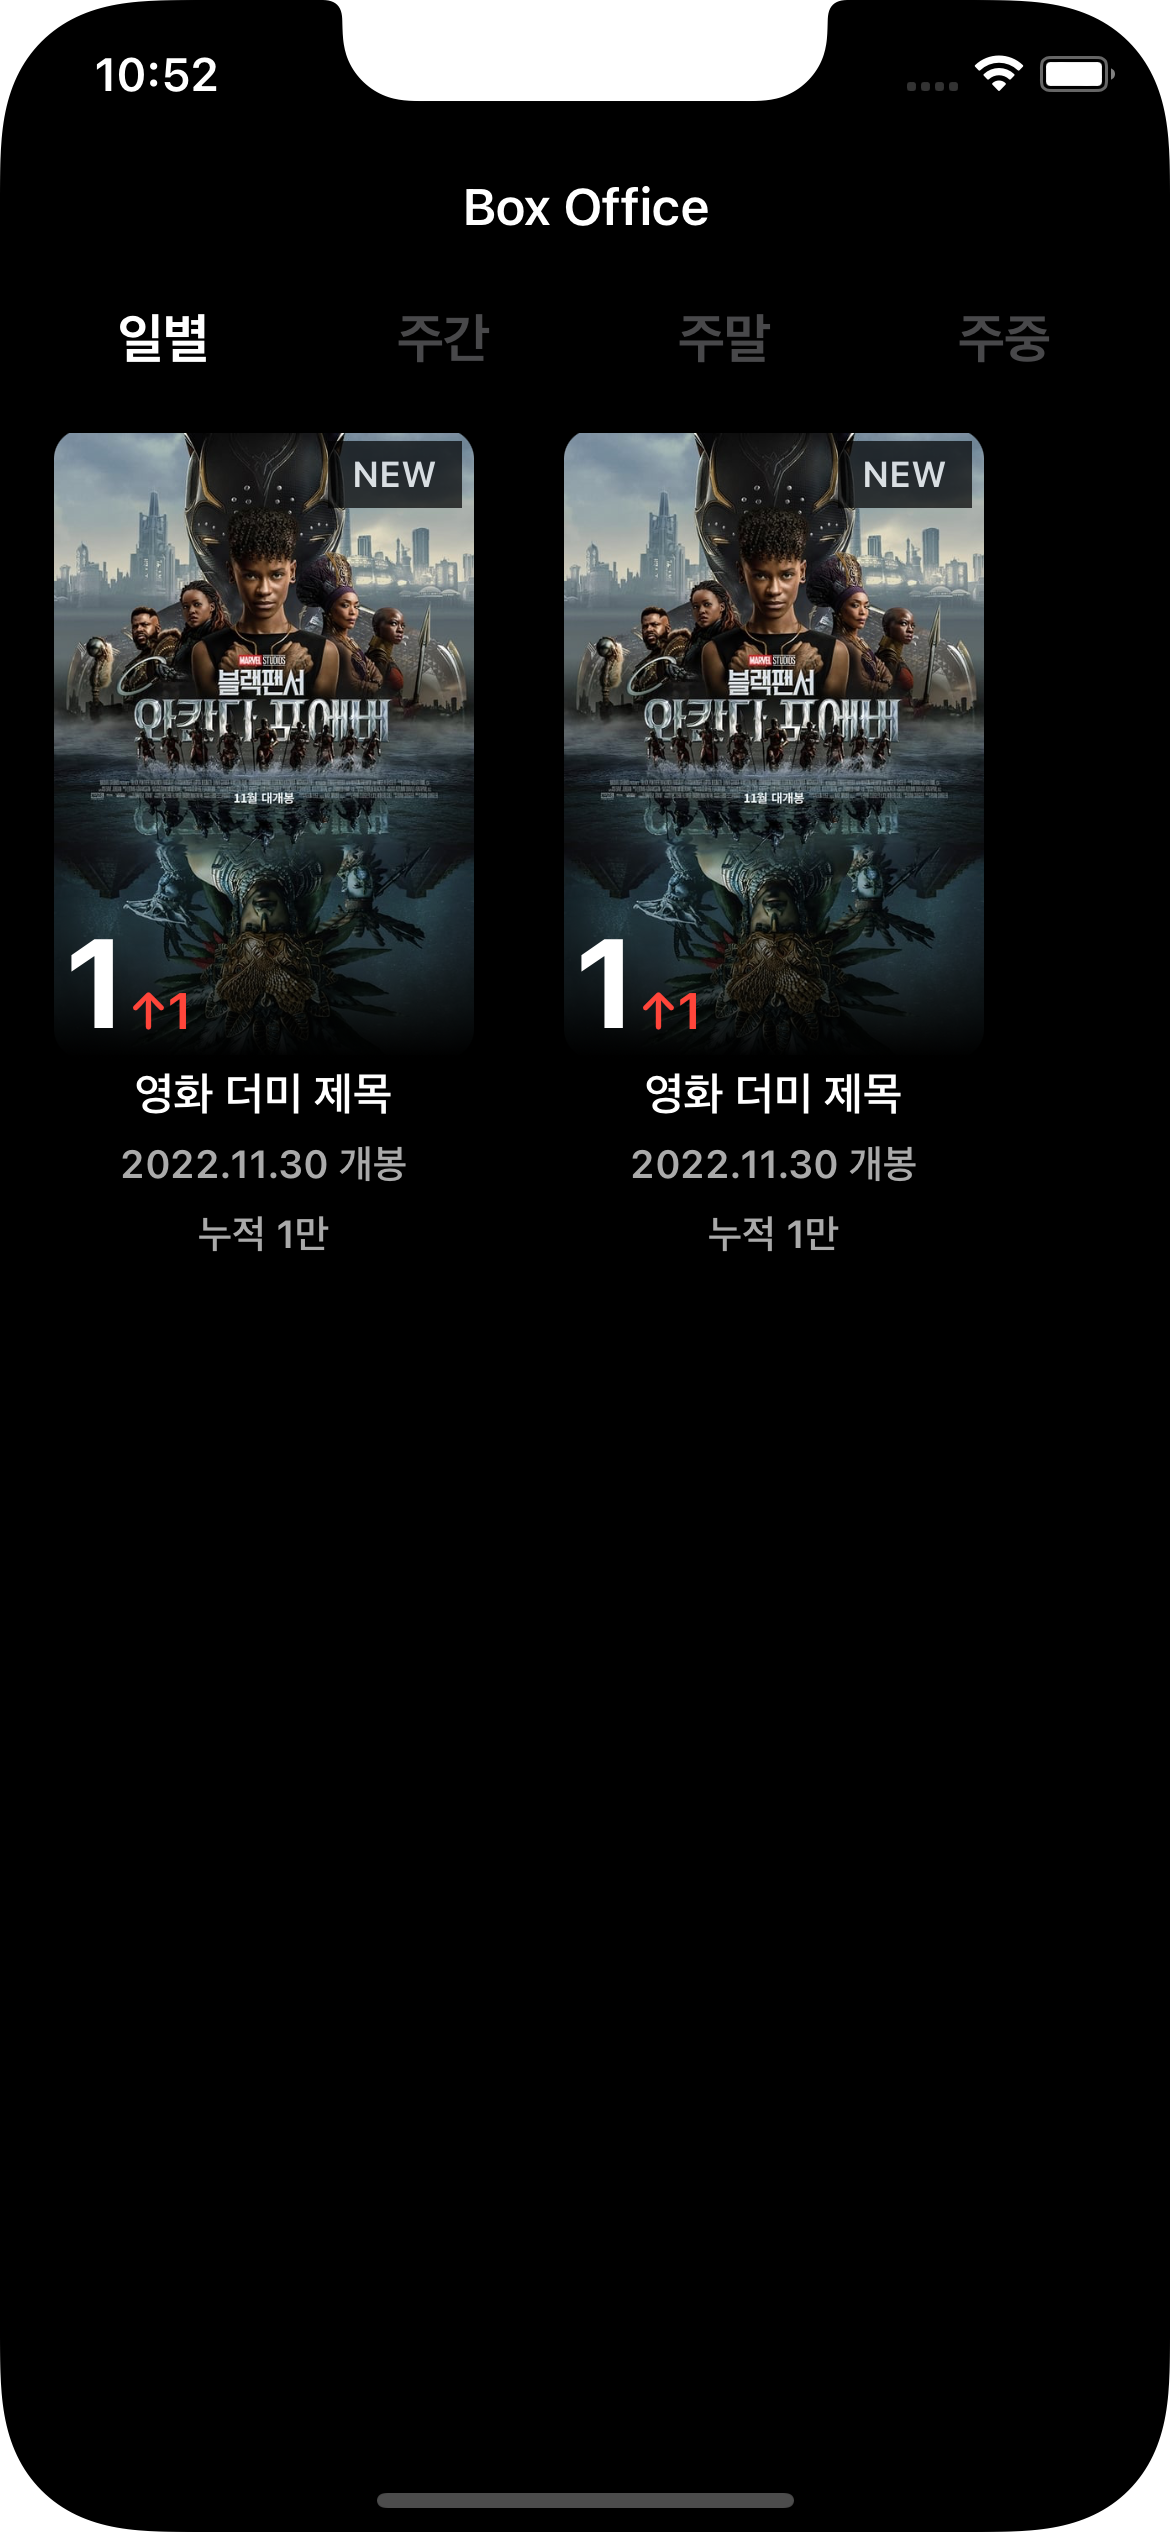 10:52
Box Office
일별 주간 주말 주중
NEW
MARVEL STUDIOS
블랙팬서
와칸다 포에버
11월 대개봉
1 ↑1
영화 더미 제목
2022.11.30 개봉
누적 1만
NEW
MARVEL STUDIOS
블랙팬서
와칸다 포에버
11월 대개봉
1 ↑1
영화 더미 제목
2022.11.30 개봉
누적 1만